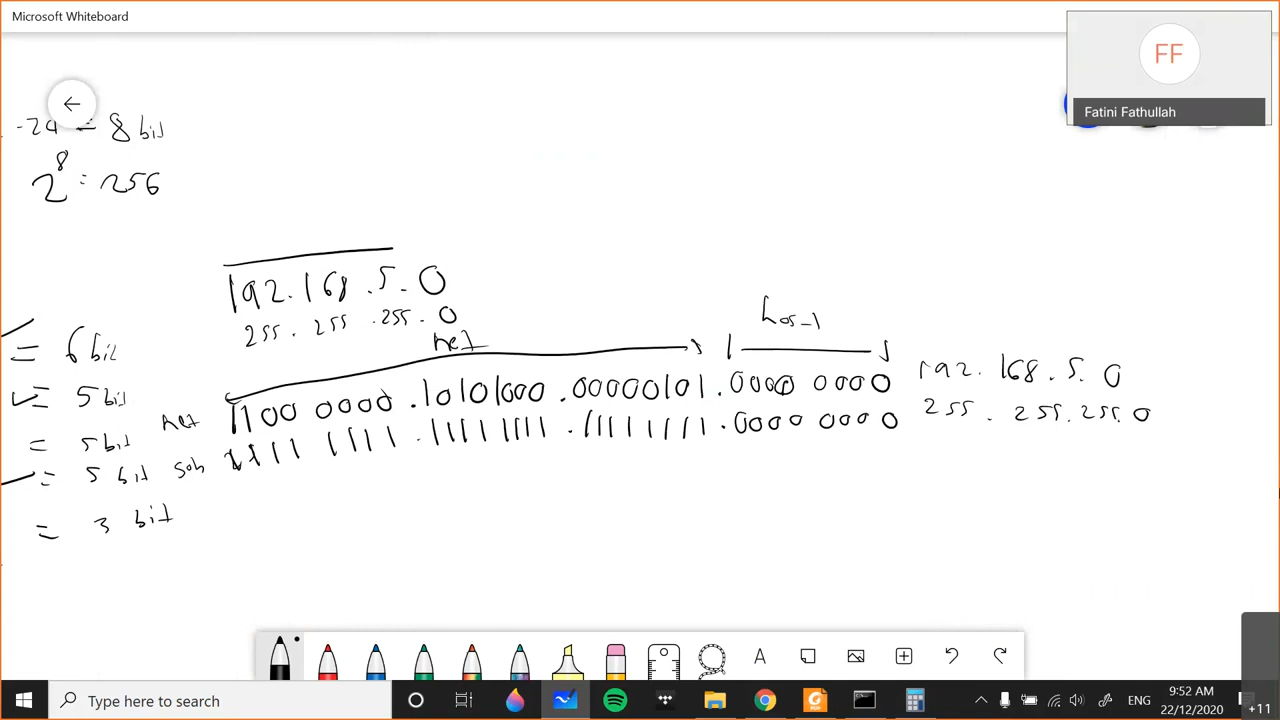 Microsoft Whiteboard
FF
Fatini Fathullah
= 8 bit
2^8 = 256
192.168.5.0
255.255.255.0
net
host
= 6 bit
= 5 bit
= 5 bit
= 5 bit
= 3 bit
net 1100 0000.10101000.00000101.0000 0000 192.168.5.0
sub 1111 1111.11111111.11111111.0000 0000 255.255.255.0
A
Type here to search
ENG
9:52 AM
22/12/2020
+11